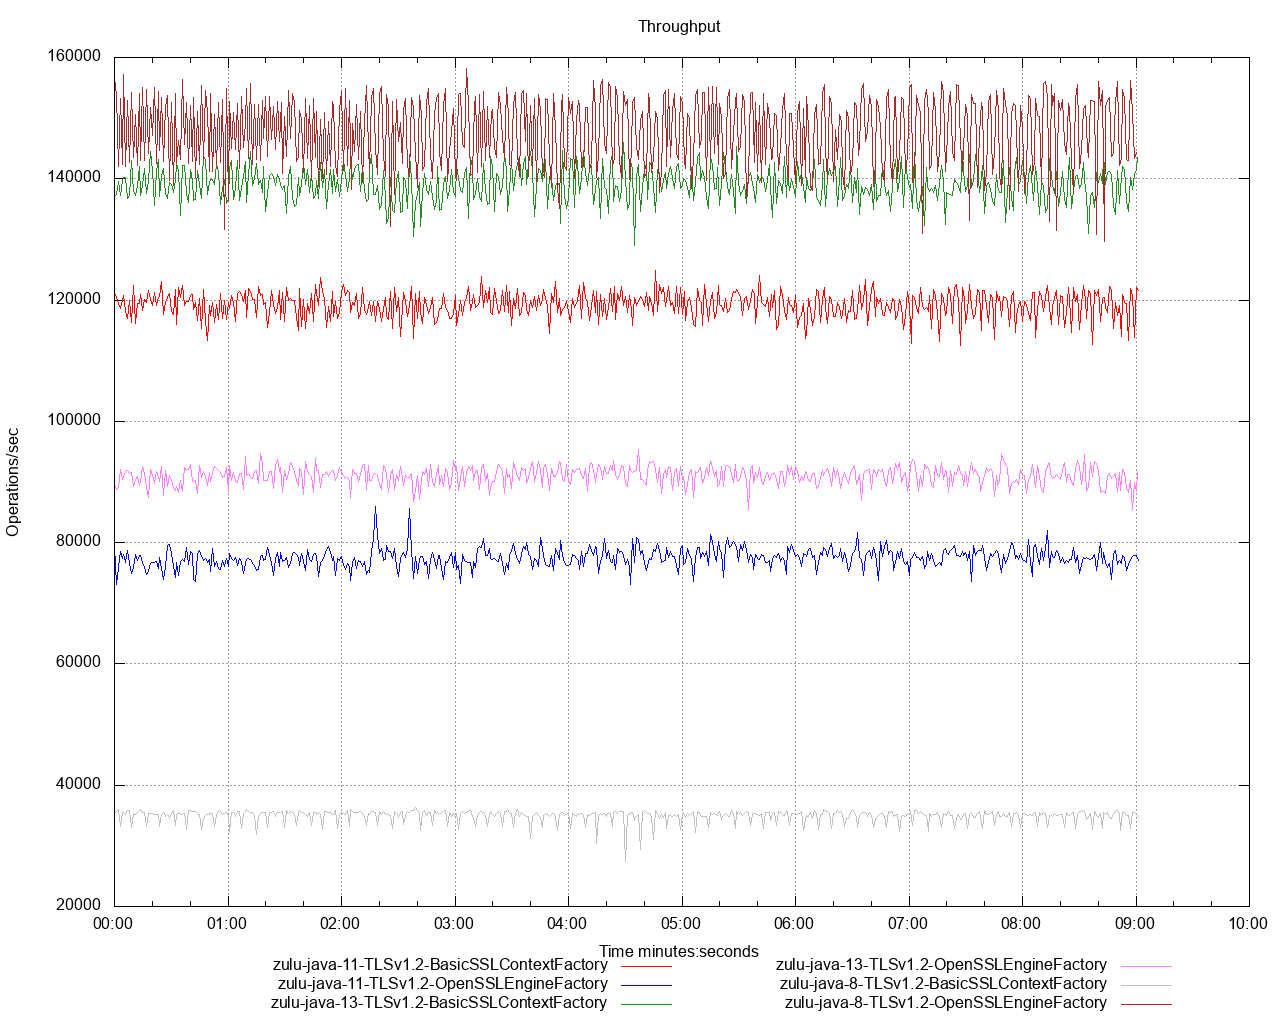 Throughput
160000
140000
120000
100000
80000
60000
40000
20000
Operations/sec
00:00 01:00 02:00 03:00 04:00 05:00 06:00 07:00 08:00 09:00 10:00
Time minutes:seconds
zulu-java-11-TLSv1.2-BasicSSLContextFactory
zulu-java-11-TLSv1.2-OpenSSLEngineFactory
zulu-java-13-TLSv1.2-BasicSSLContextFactory
zulu-java-13-TLSv1.2-OpenSSLEngineFactory
zulu-java-8-TLSv1.2-BasicSSLContextFactory
zulu-java-8-TLSv1.2-OpenSSLEngineFactory